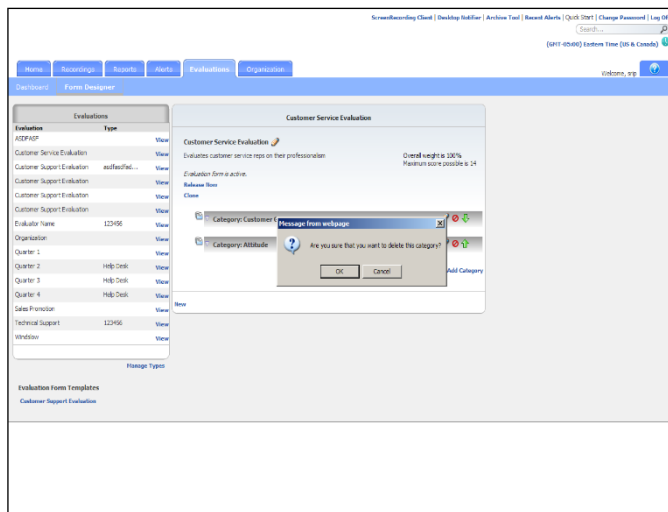 ScreenRecording Client | Desktop Notifier | Archive Tool | Recent Alerts | Quick Start | Change Password | Log Of
Search...
(GMT-05:00) Eastern Time (US & Canada)
Home Recordings Reports Alerts Evaluations Organization
Welcome,
Dashboard Form Designer
Evaluations
Evaluation Type
ASDFASF View
Customer Service Evaluation View
Customer Support Evaluation asdfasdfad... View
Customer Support Evaluation View
Customer Support Evaluation View
Customer Support Evaluation View
Evaluator Name 123456 View
Organization View
Quarter 1 View
Quarter 2 Help Desk View
Quarter 3 Help Desk View
Quarter 4 Help Desk View
Sales Promotion View
Technical Support 123456 View
Windslow View
Manage Types
Evaluation Form Templates
Customer Support Evaluation
Customer Service Evaluation
Customer Service Evaluation
Evaluates customer service reps on their professionalism
Overall weight is 100%
Maximum score possible is 14
Evaluation form is active.
Release Now
Clone
Category: Customer
Category: Attitude
Add Category
New
Message from webpage
Are you sure that you want to delete this category?
OK Cancel